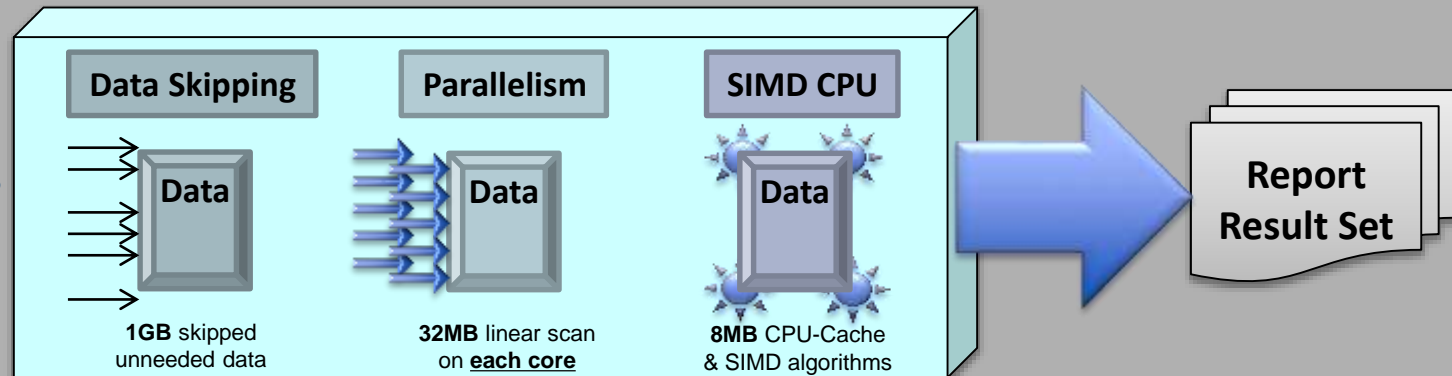 Data Skipping
Parallelism
SIMD CPU
Data
Data
Data
1GB skipped
unneeded data
32MB linear scan
on each core
8MB CPU-Cache
& SIMD algorithms
Report
Result Set